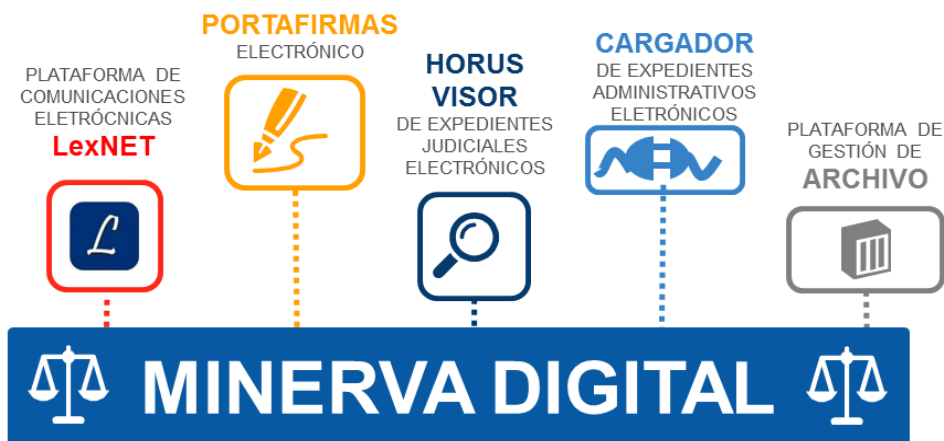 PLATAFORMA DE
COMUNICACIONES
ELETRÓCNICAS
LexNET
L
PORTAFIRMAS
ELECTRÓNICO
HORUS
VISOR
DE EXPEDIENTES
JUDICIALES
ELECTRÓNICOS
CARGADOR
DE EXPEDIENTES
ADMINISTRATIVOS
ELETRÓNICOS
PLATAFORMA DE
GESTIÓN DE
ARCHIVO
MINERVA DIGITAL